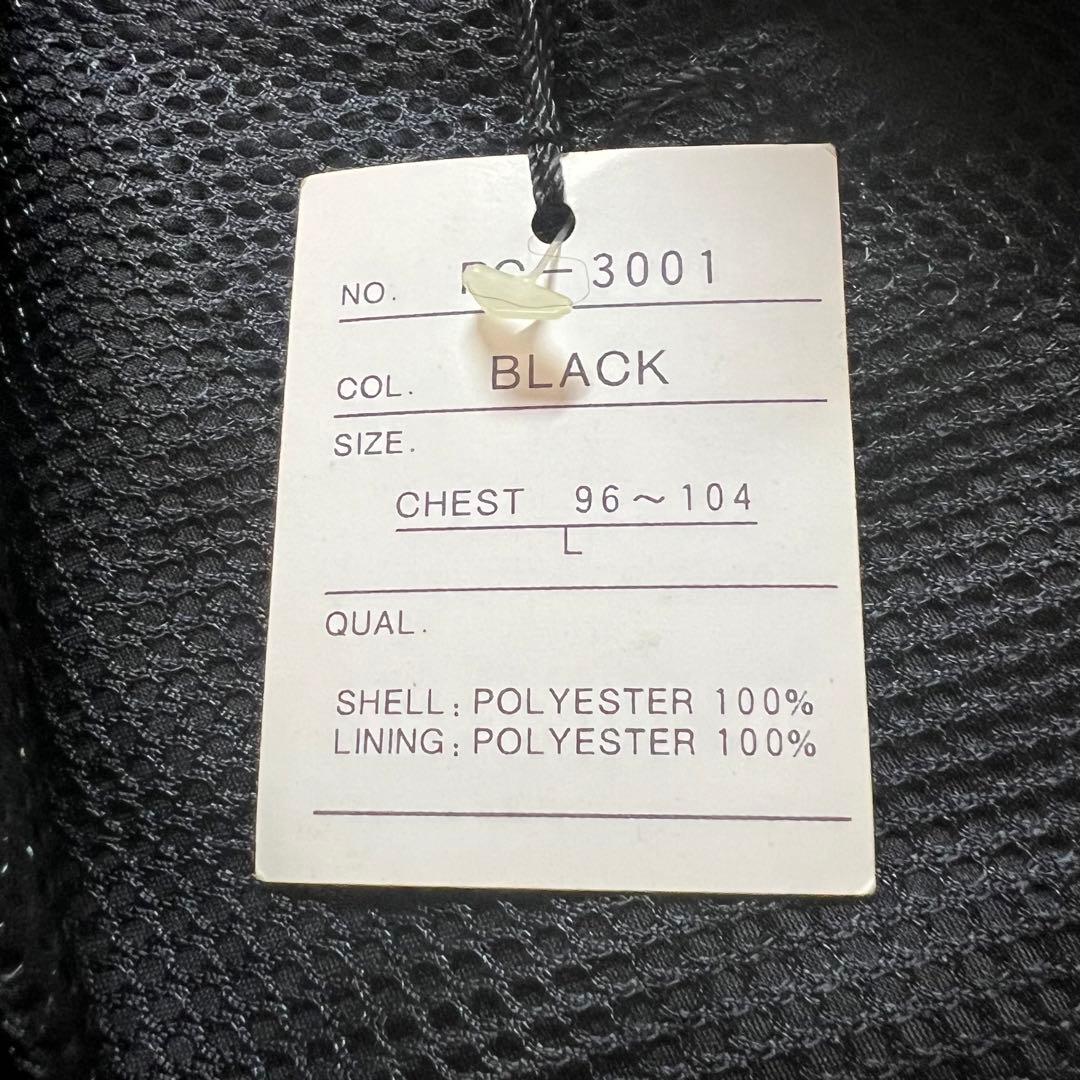 NO. -3001
COL. BLACK
SIZE.
CHEST 96~104
L
QUAL.
SHELL: POLYESTER 100%
LINING: POLYESTER 100%